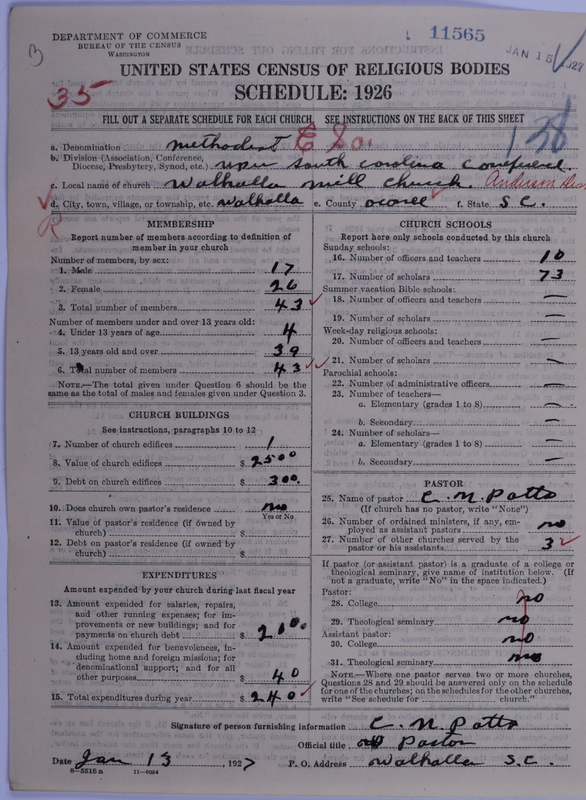 DEPARTMENT OF COMMERCE
BUREAU OF THE CENSUS
WASHINGTON
11565
JAN 15 1927
UNITED STATES CENSUS OF RELIGIOUS BODIES
SCHEDULE: 1926
35
FILL OUT A SEPARATE SCHEDULE FOR EACH CHURCH. SEE INSTRUCTIONS ON THE BACK OF THIS SHEET
138
a. Denomination Methodist E So.
b. Division (Association, Conference, Diocese, Presbytery, Synod, etc.) upper South Carolina Conference.
c. Local name of church Walhalla mill church. Anderson
d. City, town, village, or township, etc. Walhalla e. County oconee f. State S C.
MEMBERSHIP
Report number of members according to definition of
member in your church
Number of members, by sex:
1. Male 17
2. Female 26
3. Total number of members 43
Number of members under and over 13 years old:
4. Under 13 years of age 4
5. 13 years old and over 39
6. Total number of members 43
NOTE.—The total given under Question 6 should be the
same as the total of males and females given under Question 3.
CHURCH BUILDINGS
See instructions, paragraphs 10 to 12
7. Number of church edifices 1
8. Value of church edifices $ 2500
9. Debt on church edifices $ 300.
10. Does church own pastor's residence no
Yes or No
11. Value of pastor's residence (if owned by
church) $
12. Debt on pastor's residence (if owned by
church) $
EXPENDITURES
Amount expended by church during last fiscal year
13. Amount expended for salaries, repairs,
and other running expenses; for im-
provements or new buildings; and for
payments on church debt $ 200
14. Amount expended for benevolences, in-
cluding home and foreign missions; for
denominational support; and for all
other purposes $ 40
15. Total expenditures during year $ 240
CHURCH SCHOOLS
Report here only schools conducted by this church
Sunday schools:
16. Number of officers and teachers 10
17. Number of scholars 73
Summer vacation Bible schools:
18. Number of officers and teachers —
19. Number of scholars —
Week-day religious schools:
20. Number of officers and teachers —
21. Number of scholars —
Parochial schools:
22. Number of administrative officers —
23. Number of teachers—
a. Elementary (grades 1 to 8) —
b. Secondary —
24. Number of scholars—
a. Elementary (grades 1 to 8) —
b. Secondary —
PASTOR
25. Name of pastor C. N. Patto
(If church has no pastor, write "None")
26. Number of ordained ministers, if any, em-
ployed as assistant pastors no
27. Number of other churches served by the
pastor or his assistants 3
If pastor (or assistant pastor) is a graduate of a college or
theological seminary, give name of institution below. (If
not a graduate, write "No" in the space indicated.)
Pastor:
28. College no
29. Theological seminary no
Assistant pastor:
30. College no
31. Theological seminary no
NOTE.—Where one pastor serves two or more churches,
Questions 28 and 29 should be answered only on the schedule
for one of the churches; on the schedules for the other churches,
write "See schedule for church."
Signature of person furnishing information C. N. Patto
Official title Pastor
Date Jan 13, 1927 P. O. Address Walhalla S.C.
8—5518 a 11—9064